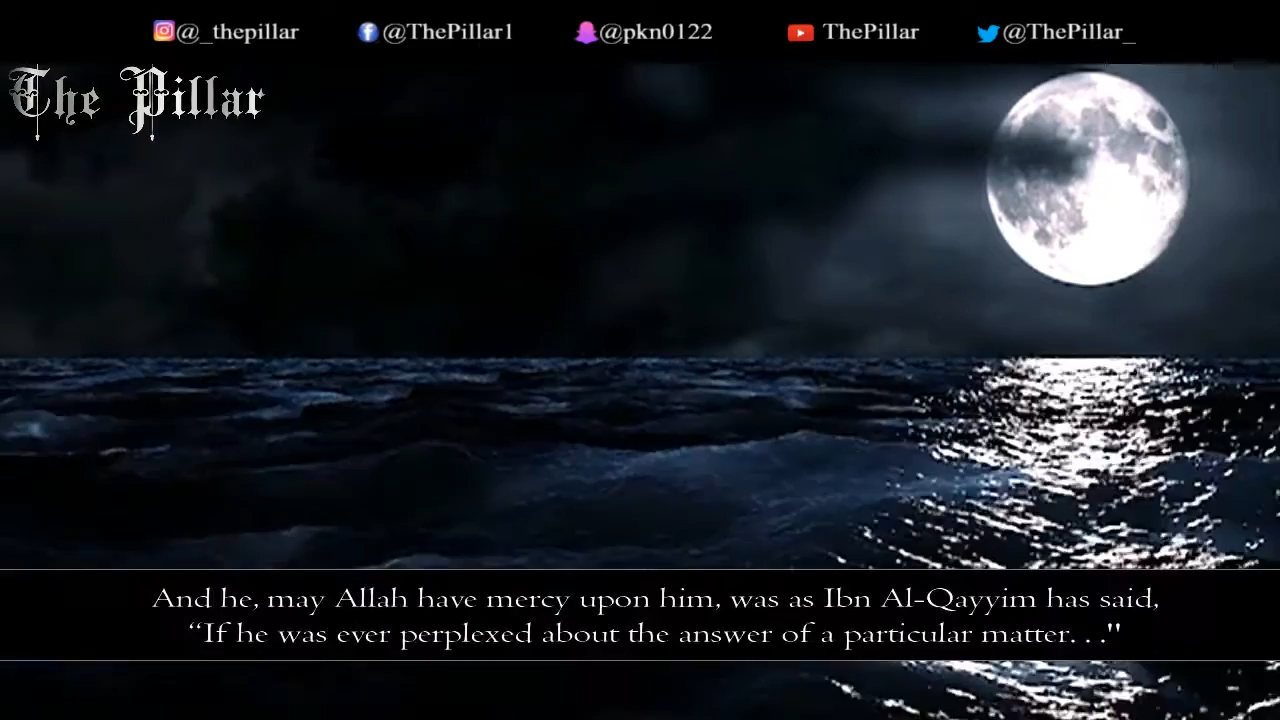 @_thepillar @ThePillar1 @pkn0122 ThePillar @ThePillar_
The Pillar
And he, may Allah have mercy upon him, was as Ibn Al-Qayyim has said,
“If he was ever perplexed about the answer of a particular matter. . ."